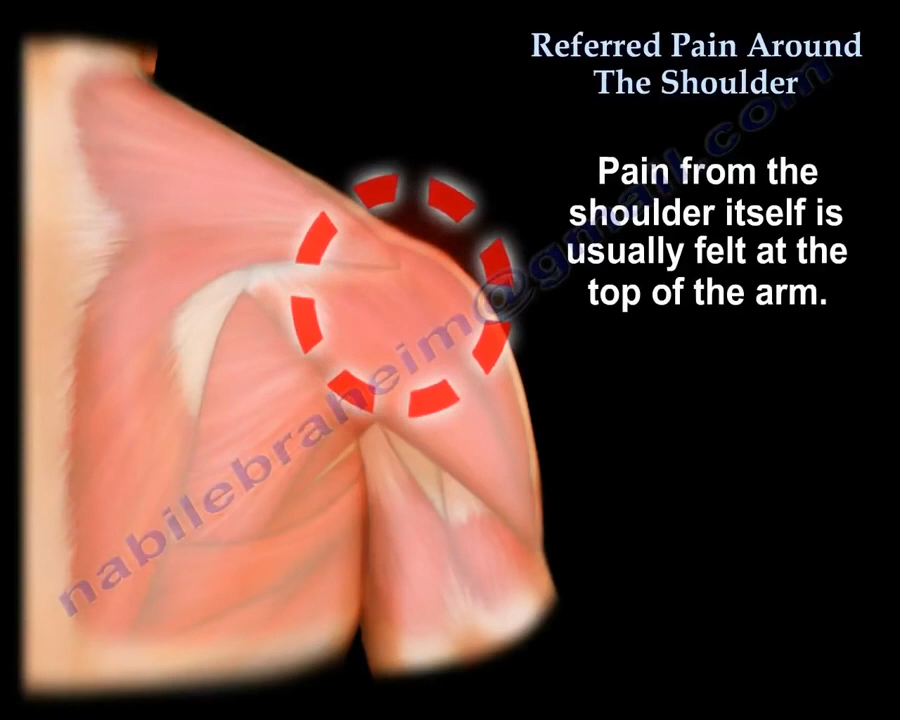 Referred Pain Around
The Shoulder
Pain from the
shoulder itself is
usually felt at the
top of the arm.
nabilebraheim@gmail.com